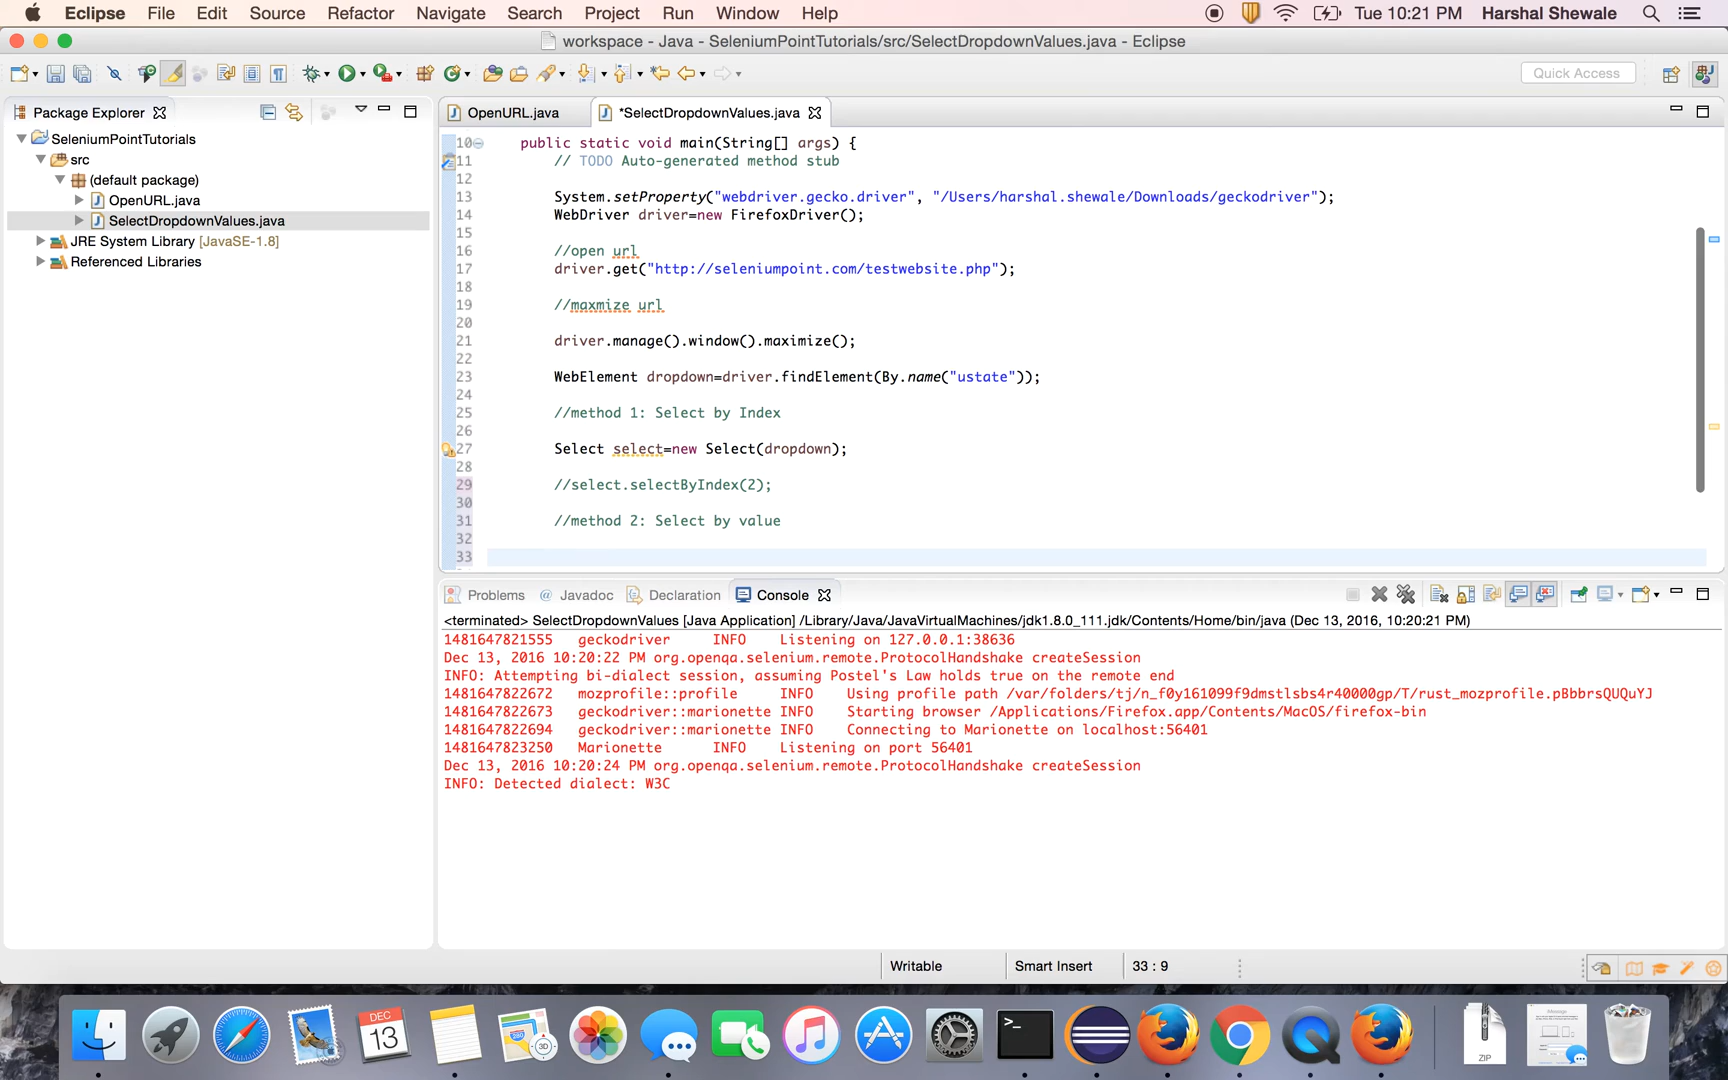 Eclipse File Edit Source Refactor Navigate Search Project Run Window Help Tue 10:21 PM Harshal Shewale
workspace - Java - SeleniumPointTutorials/src/SelectDropdownValues.java - Eclipse
Quick Access
Package Explorer
SeleniumPointTutorials
src
(default package)
OpenURL.java
SelectDropdownValues.java
JRE System Library [JavaSE-1.8]
Referenced Libraries
OpenURL.java *SelectDropdownValues.java
10 public static void main(String[] args) {
11 // TODO Auto-generated method stub
12
13 System.setProperty("webdriver.gecko.driver", "/Users/harshal.shewale/Downloads/geckodriver");
14 WebDriver driver=new FirefoxDriver();
15
16 //open url
17 driver.get("http://seleniumpoint.com/testwebsite.php");
18
19 //maxmize url
20
21 driver.manage().window().maximize();
22
23 WebElement dropdown=driver.findElement(By.name("ustate"));
24
25 //method 1: Select by Index
26
27 Select select=new Select(dropdown);
28
29 //select.selectByIndex(2);
30
31 //method 2: Select by value
32
33
Problems @ Javadoc Declaration Console
<terminated> SelectDropdownValues [Java Application] /Library/Java/JavaVirtualMachines/jdk1.8.0_111.jdk/Contents/Home/bin/java (Dec 13, 2016, 10:20:21 PM)
1481647821555 geckodriver INFO Listening on 127.0.0.1:38636
Dec 13, 2016 10:20:22 PM org.openqa.selenium.remote.ProtocolHandshake createSession
INFO: Attempting bi-dialect session, assuming Postel's Law holds true on the remote end
1481647822672 mozprofile::profile INFO Using profile path /var/folders/tj/n_f0y161099f9dmstlsbs4r40000gp/T/rust_mozprofile.pBbbrsQUQuYJ
1481647822673 geckodriver::marionette INFO Starting browser /Applications/Firefox.app/Contents/MacOS/firefox-bin
1481647822694 geckodriver::marionette INFO Connecting to Marionette on localhost:56401
1481647823250 Marionette INFO Listening on port 56401
Dec 13, 2016 10:20:24 PM org.openqa.selenium.remote.ProtocolHandshake createSession
INFO: Detected dialect: W3C
Writable Smart Insert 33 : 9
DEC
13
ZIP